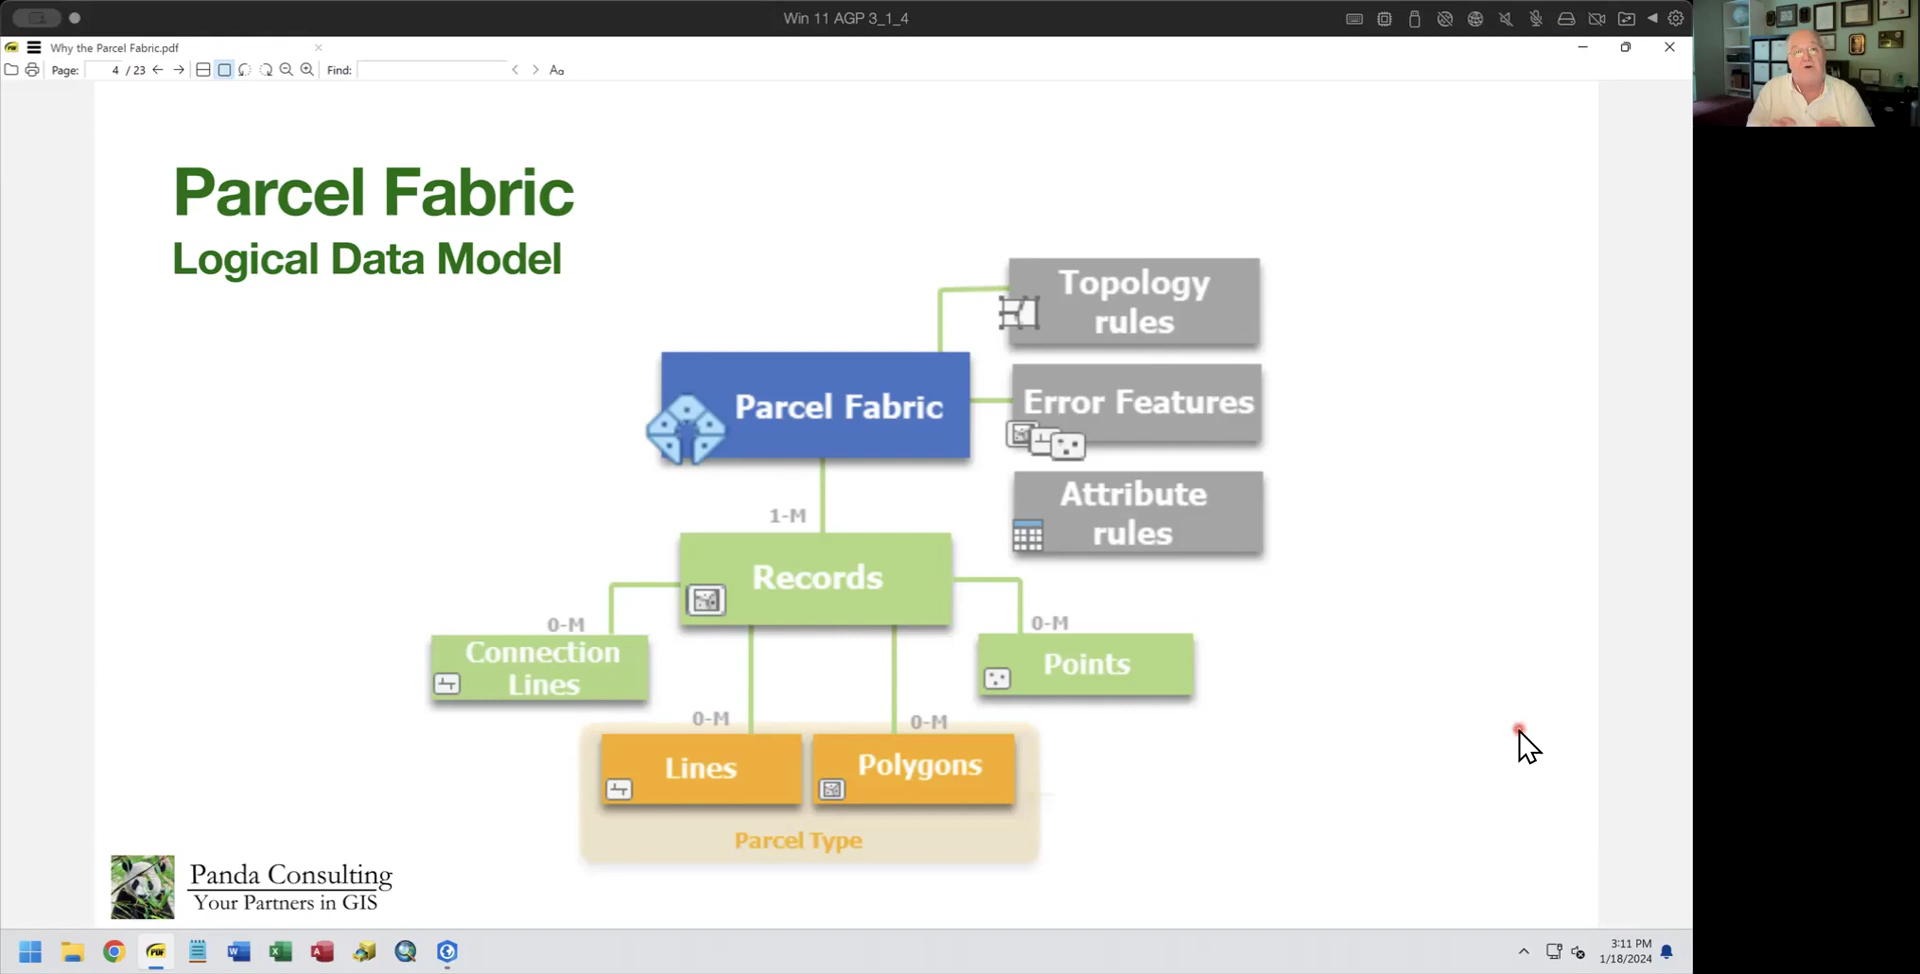 Win 11 AGP 3_1_4
Why the Parcel Fabric.pdf
Page: 4 / 23
Find:
Aa
Parcel Fabric
Logical Data Model
Topology
rules
Parcel Fabric
Error Features
Attribute
rules
1-M
Records
0-M
0-M
Connection
Lines
Points
0-M
0-M
Lines
Polygons
Parcel Type
Panda Consulting
Your Partners in GIS
PDF
3:11 PM
1/18/2024